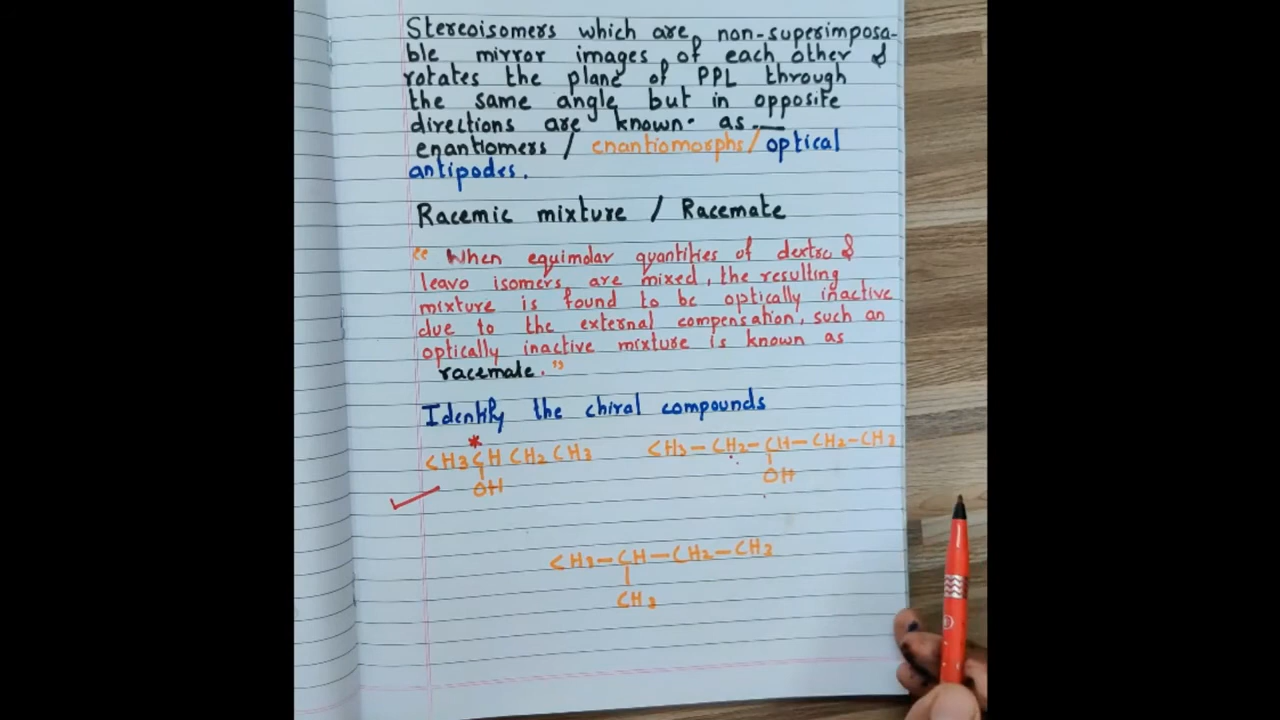 Stereoisomers which are non-superimposa-
ble mirror images of each other &
rotates the plane of PPL through
the same angle but in opposite
directions are known as —
enantiomers / enantiomorphs / optical
antipodes.
Racemic mixture / Racemate
“ When equimolar quantities of dextro &
leavo isomers are mixed, the resulting
mixture is found to be optically inactive
due to the external compensation, such an
optically inactive mixture is known as
racemate. ”
Identify the chiral compounds
*
CH3 CH CH2 CH3
OH
CH3 – CH2 – CH – CH2 – CH3
OH
CH3 – CH – CH2 – CH3
CH3